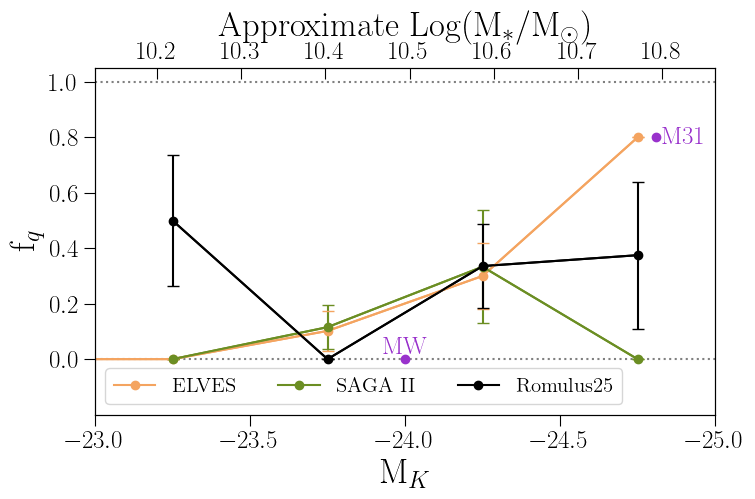 Approximate Log(M*/M⊙)
10.2 10.3 10.4 10.5 10.6 10.7 10.8
1.0
0.8
0.6
0.4
0.2
0.0
f_q
M31
MW
ELVES SAGA II Romulus25
−23.0 −23.5 −24.0 −24.5 −25.0
M_K